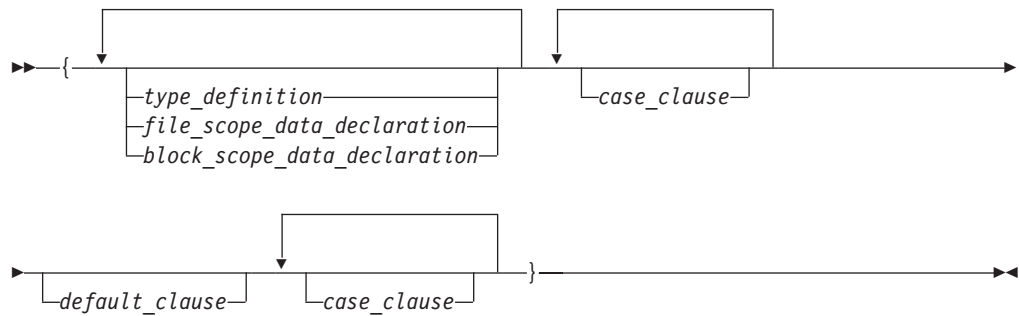 {
type_definition case_clause
file_scope_data_declaration
block_scope_data_declaration
}
default_clause case_clause